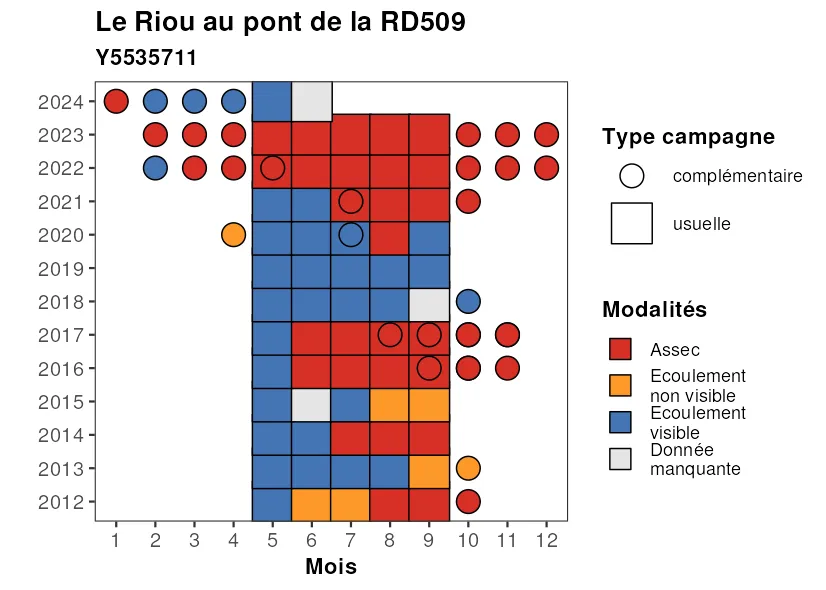 Le Riou au pont de la RD509
Y5535711
2024
2023
2022
2021
2020
2019
2018
2017
2016
2015
2014
2013
2012
1 2 3 4 5 6 7 8 9 10 11 12
Mois
Type campagne
complémentaire
usuelle
Modalités
Assec
Ecoulement
non visible
Ecoulement
visible
Donnée
manquante